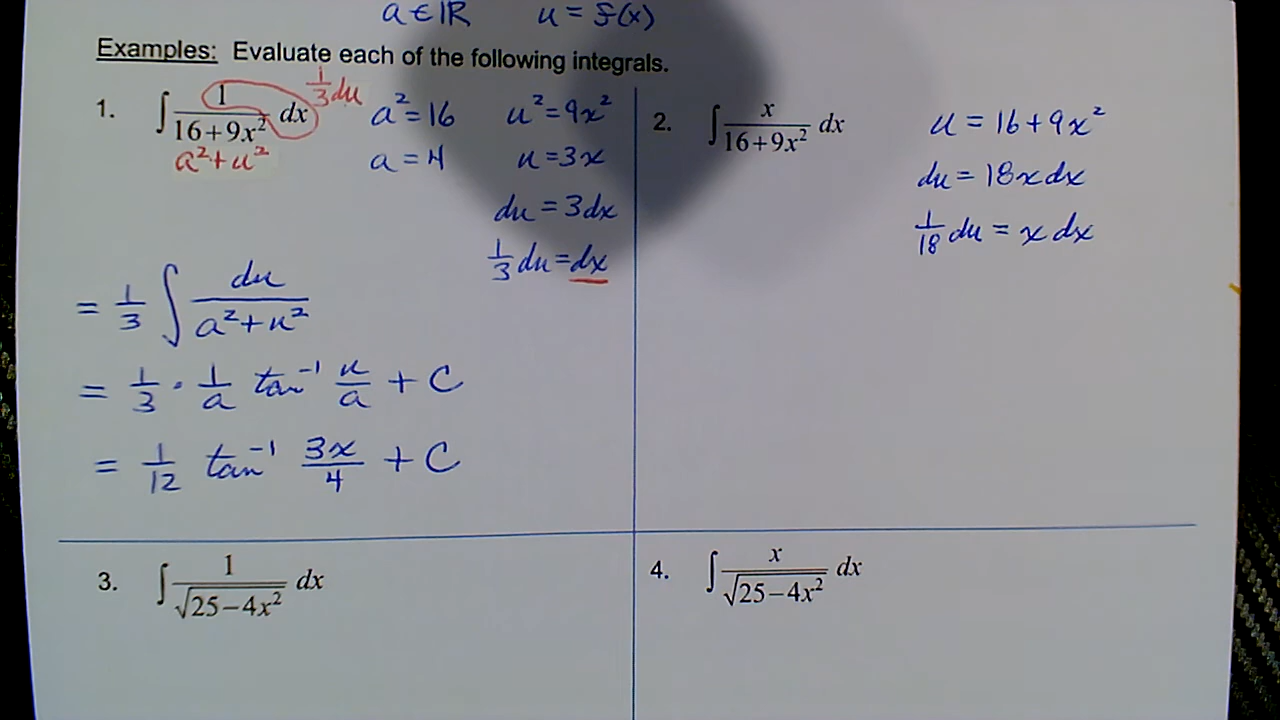 a ∈ ℝ u = f(x)
Examples: Evaluate each of the following integrals.
1. ∫ 1/(16+9x²) dx
1/3 du
a²+u²
a² = 16 u² = 9x²
a = 4 u = 3x
du = 3dx
1/3 du = dx
= 1/3 ∫ du/(a²+u²)
= 1/3 · 1/a tan⁻¹ u/a + C
= 1/12 tan⁻¹ 3x/4 + C
2. ∫ x/(16+9x²) dx
u = 16+9x²
du = 18x dx
1/18 du = x dx
3. ∫ 1/√(25−4x²) dx
4. ∫ x/√(25−4x²) dx